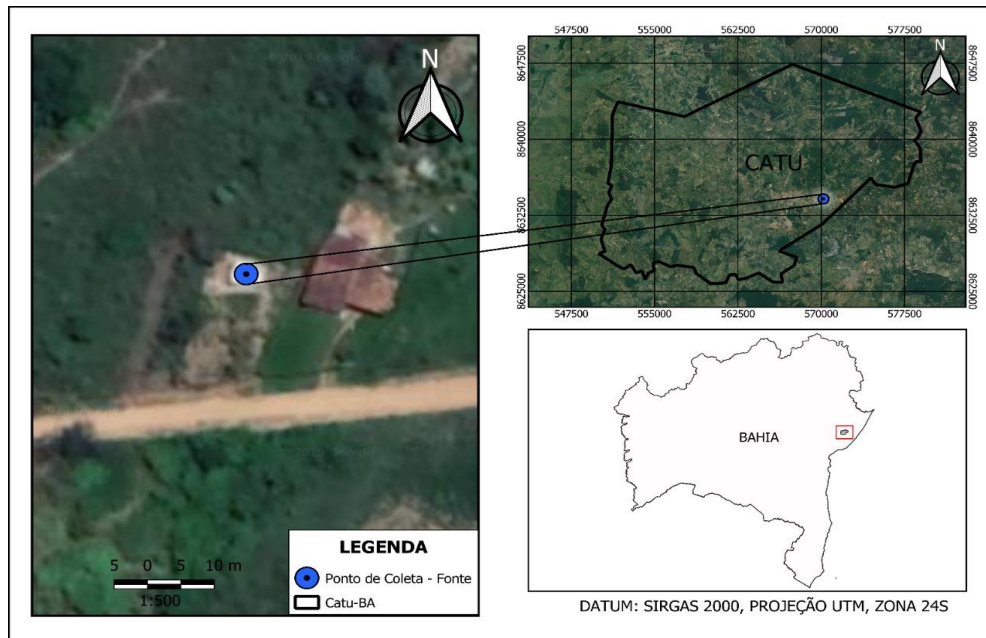 N
LEGENDA
Ponto de Coleta - Fonte
Catu-BA
5 0 5 10 m
1:500
547500 555000 562500 570000 577500
8647500
8640000
8632500
8625000
N
CATU
8647500
8640000
8632500
8625000
547500 555000 562500 570000 577500
BAHIA
DATUM: SIRGAS 2000, PROJEÇÃO UTM, ZONA 24S